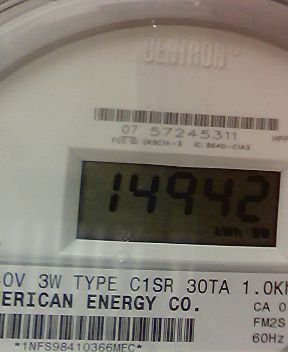 CENTRON®
07 57245311
14942
kWh
0V 3W TYPE C1SR 30TA 1.0Kh
ERICAN ENERGY CO.
CA 0
FM2S
60Hz
*1NFS98410366MFC*